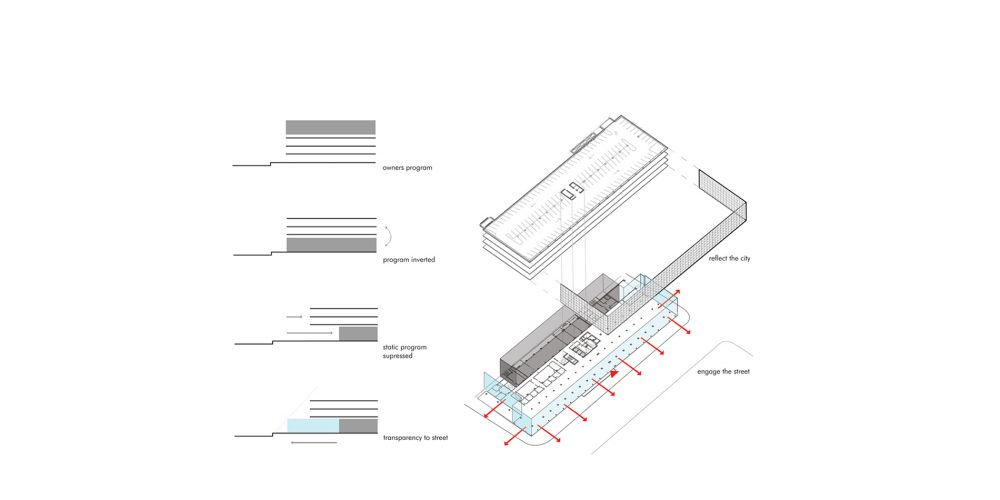 owners program
program inverted
static program
supressed
transparency to street
reflect the city
engage the street